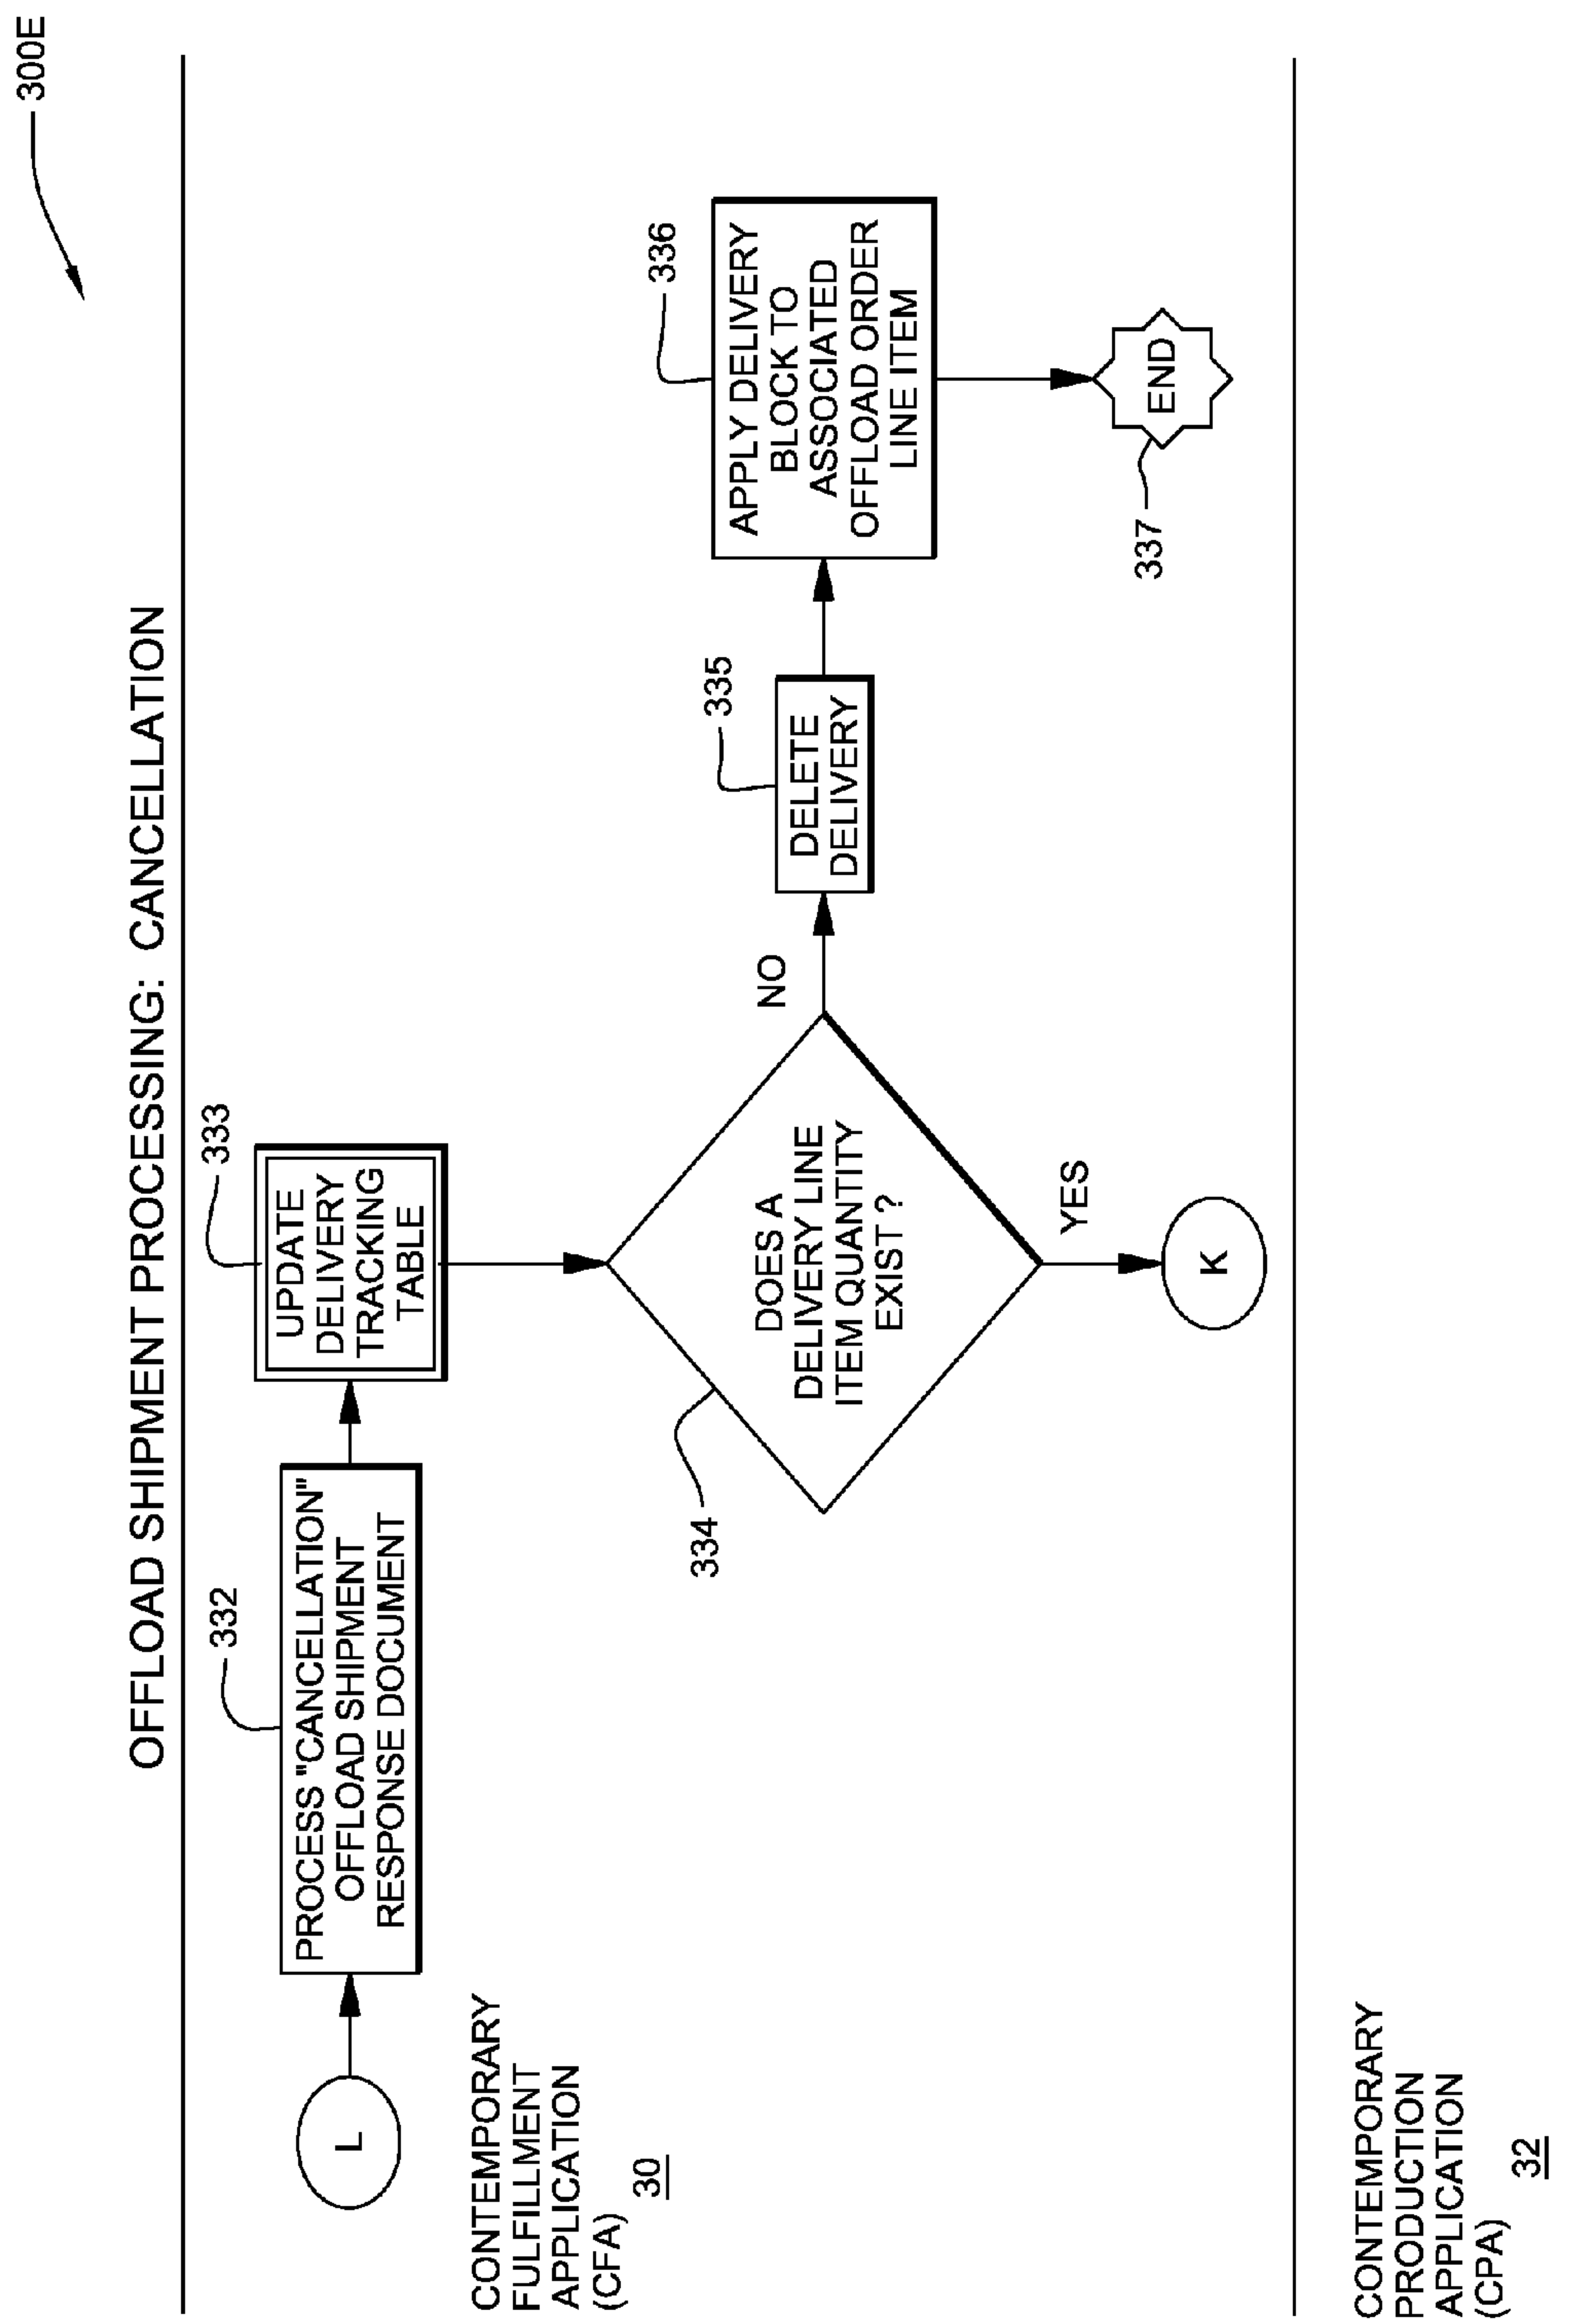 300E
OFFLOAD SHIPMENT PROCESSING: CANCELLATION
L
332
PROCESS "CANCELLATION"
OFFLOAD SHIPMENT
RESPONSE DOCUMENT
333
UPDATE
DELIVERY
TRACKING
TABLE
CONTEMPORARY
FULFILLMENT
APPLICATION
(CFA)
30
334
DOES A
DELIVERY LINE
ITEM QUANTITY
EXIST ?
NO
YES
K
335
DELETE
DELIVERY
336
APPLY DELIVERY
BLOCK TO
ASSOCIATED
OFFLOAD ORDER
LINE ITEM
337
END
CONTEMPORARY
PRODUCTION
APPLICATION
(CPA)
32